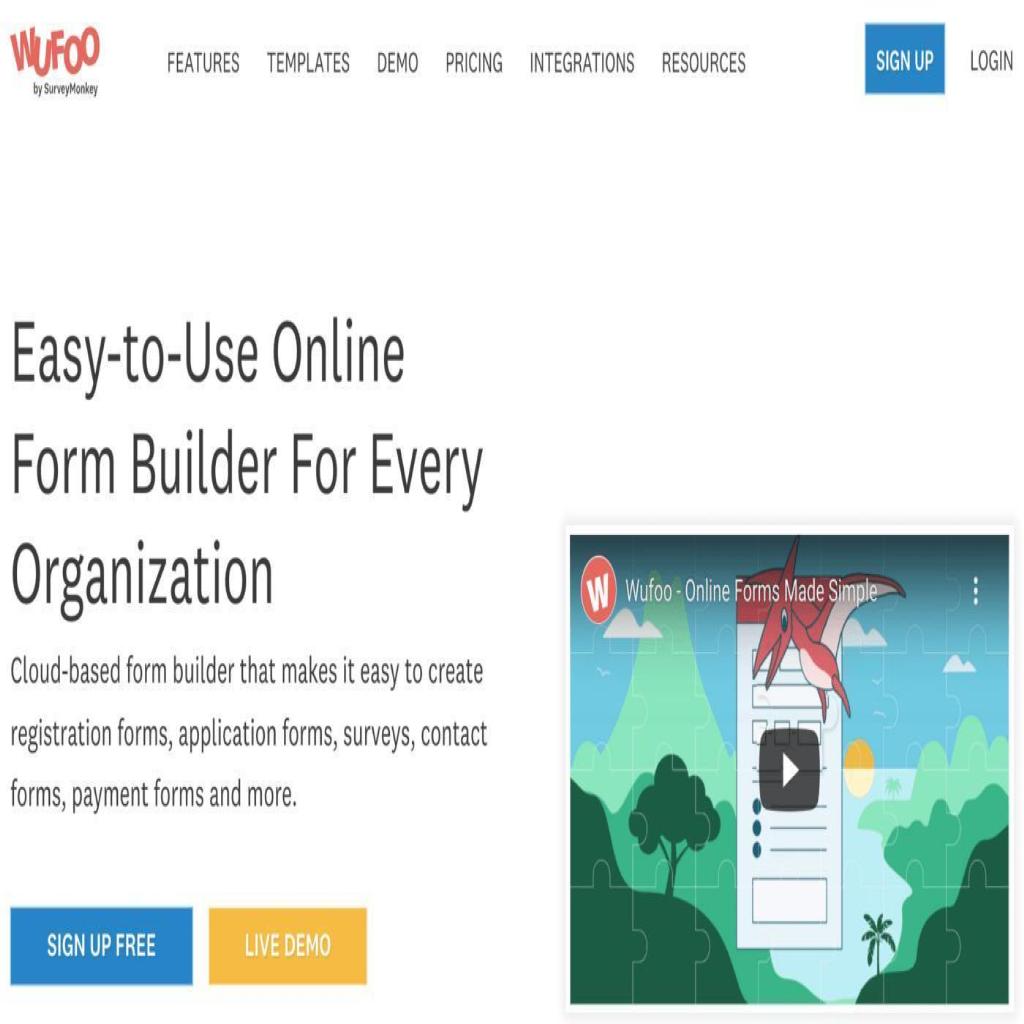 WUFOO
by SurveyMonkey
FEATURES TEMPLATES DEMO PRICING INTEGRATIONS RESOURCES SIGN UP LOGIN
Easy-to-Use Online
Form Builder For Every
Organization
Cloud-based form builder that makes it easy to create
registration forms, application forms, surveys, contact
forms, payment forms and more.
SIGN UP FREE LIVE DEMO
W Wufoo - Online Forms Made Simple